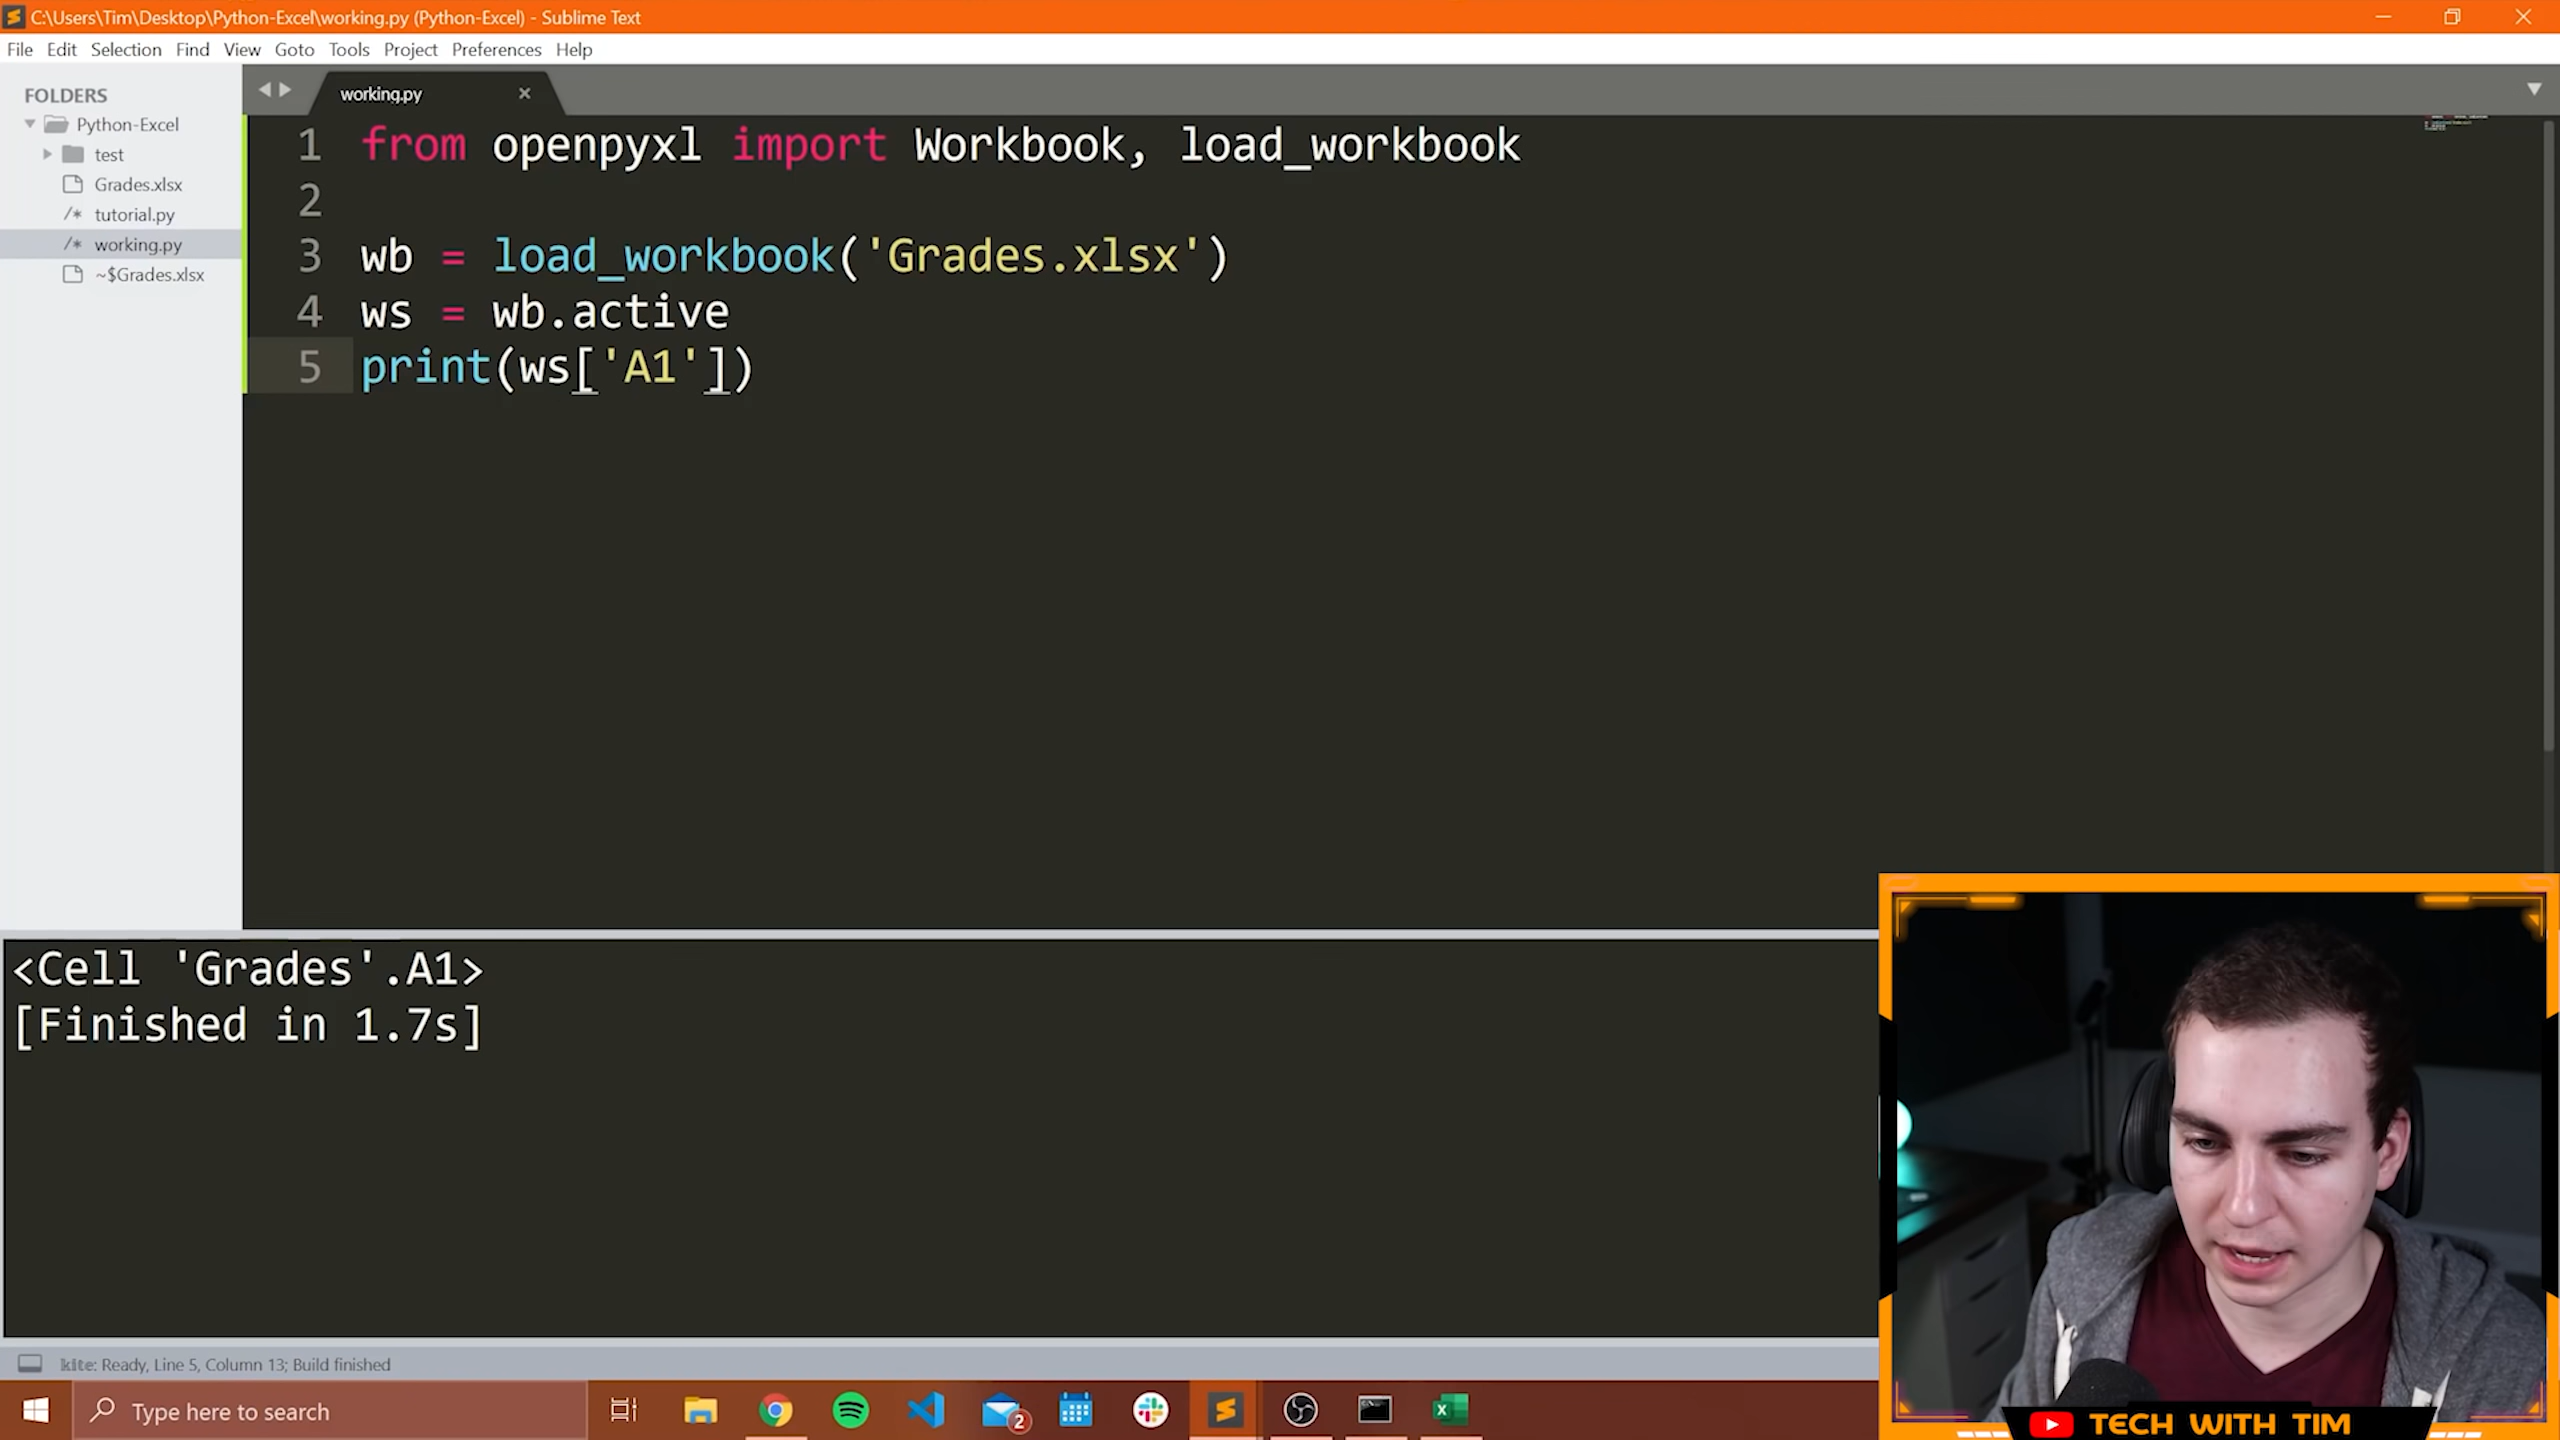 C:\Users\Tim\Desktop\Python-Excel\working.py (Python-Excel) - Sublime Text
File Edit Selection Find View Goto Tools Project Preferences Help
FOLDERS
Python-Excel
test
Grades.xlsx
/* tutorial.py
/* working.py
~$Grades.xlsx
working.py ×
1 from openpyxl import Workbook, load_workbook
2
3 wb = load_workbook('Grades.xlsx')
4 ws = wb.active
5 print(ws['A1'])
<Cell 'Grades'.A1>
[Finished in 1.7s]
kite: Ready, Line 5, Column 13; Build finished
Type here to search
2
TECH WITH TIM